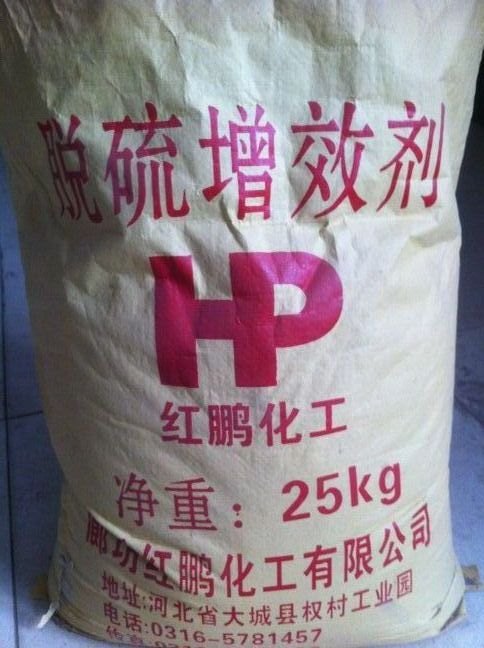 脱硫增效剂
HP
红鹏化工
净重：25kg
廊坊红鹏化工有限公司
地址:河北省大城县权村工业园
电话:0316-5781457